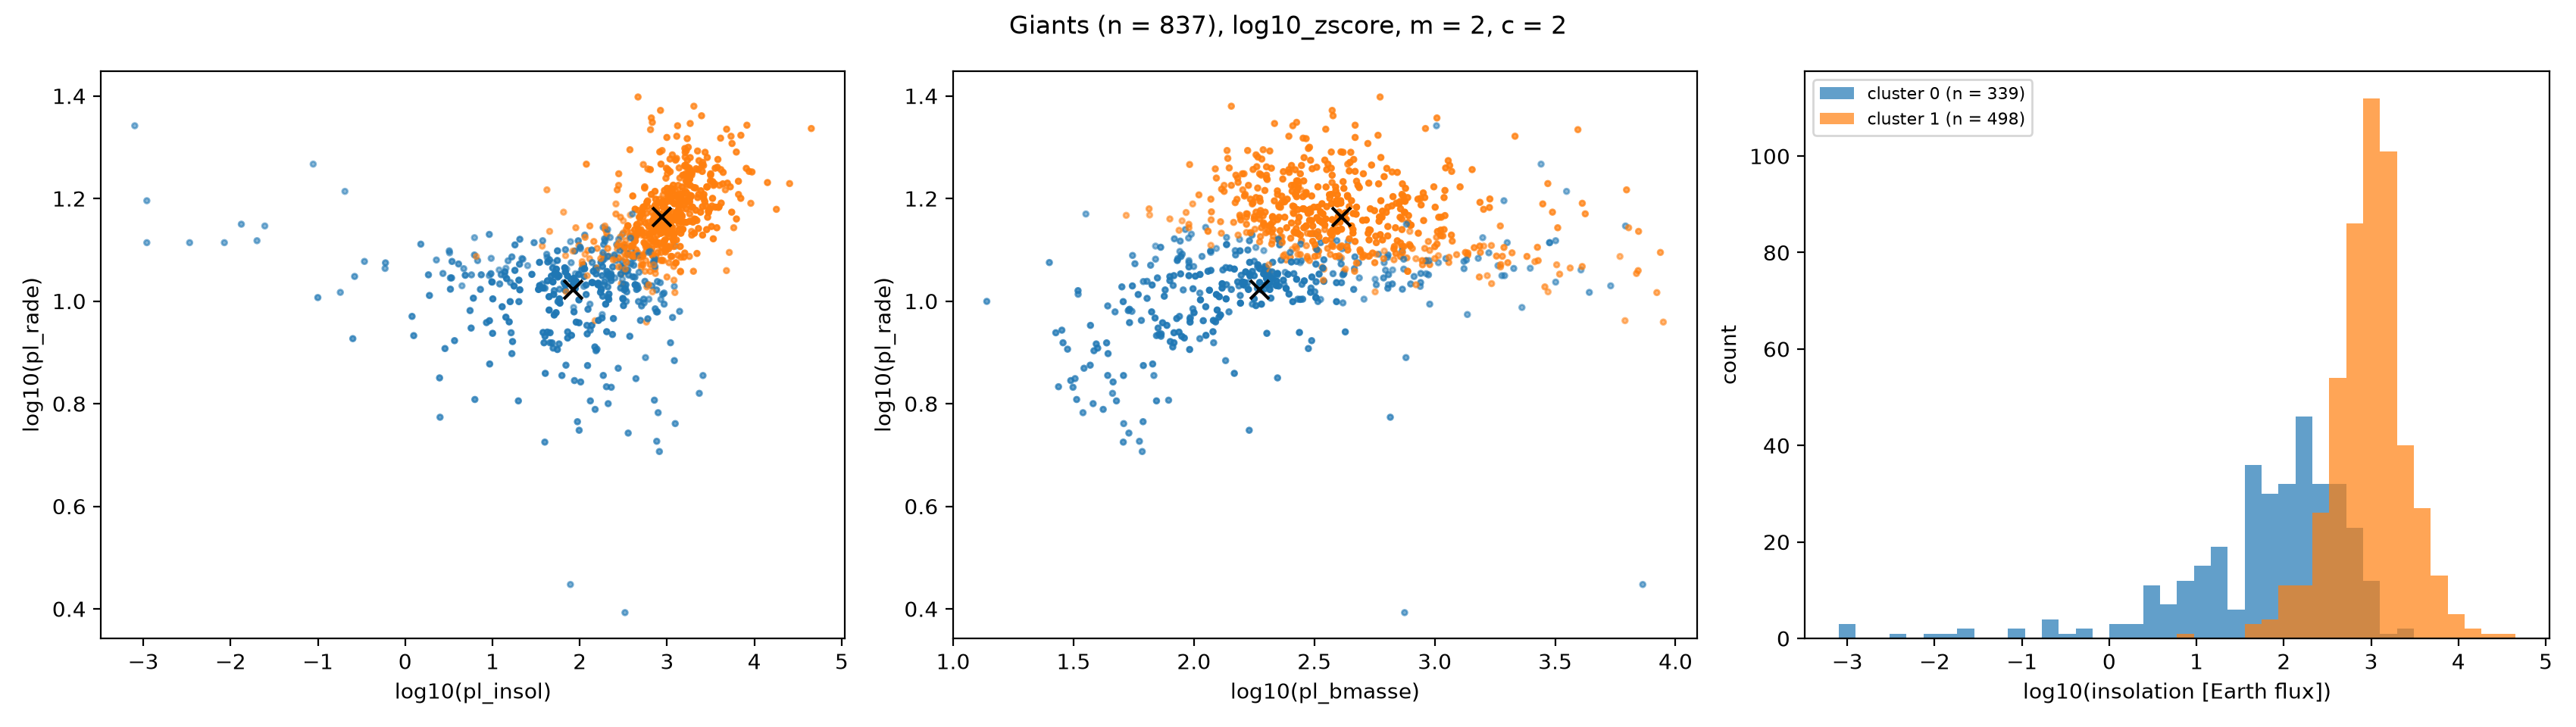 Giants (n = 837), log10_zscore, m = 2, c = 2
log10(pl_rade)
1.4
1.2
1.0
0.8
0.6
0.4
−3 −2 −1 0 1 2 3 4 5
log10(pl_insol)
log10(pl_rade)
1.4
1.2
1.0
0.8
0.6
0.4
1.0 1.5 2.0 2.5 3.0 3.5 4.0
log10(pl_bmasse)
count
100
80
60
40
20
0
cluster 0 (n = 339)
cluster 1 (n = 498)
−3 −2 −1 0 1 2 3 4 5
log10(insolation [Earth flux])